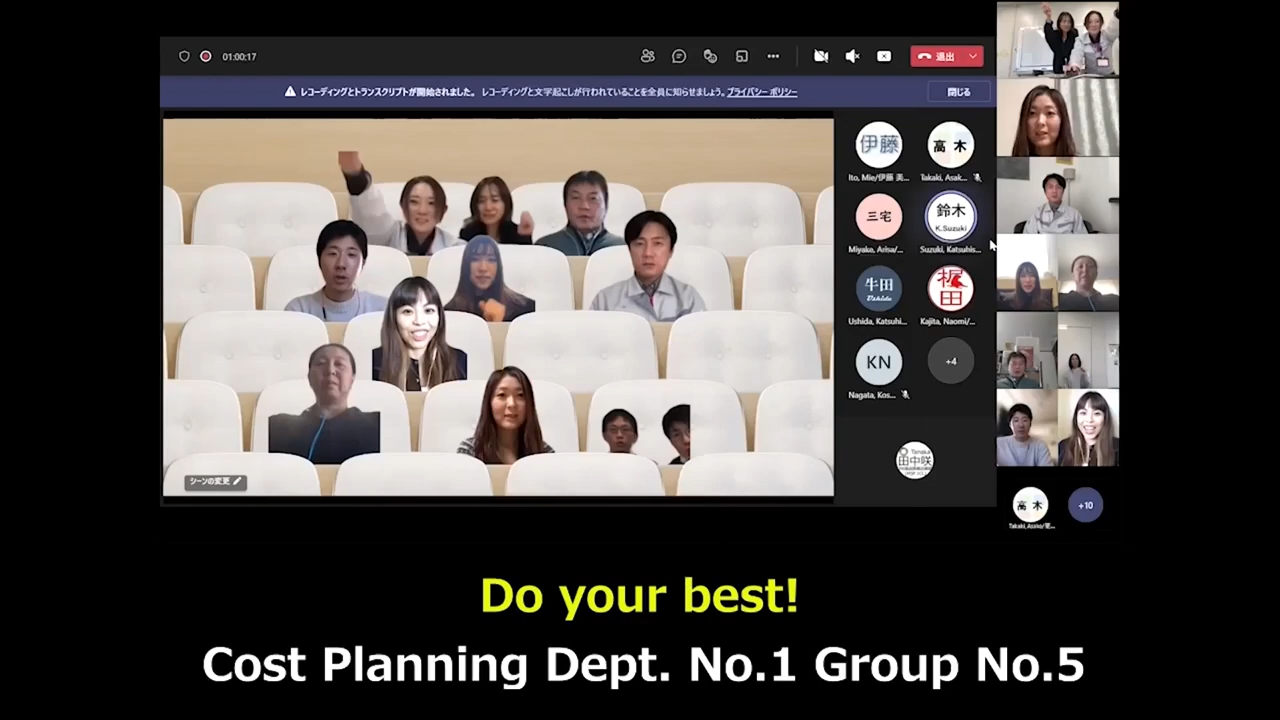 01:00:17
退出
レコーディングとトランスクリプトが開始されました。 レコーディングと文字起こしが行われていることを全員に知らせましょう。プライバシー ポリシー
閉じる
伊藤
高木
Ito, Mie/伊藤 美...
Takaki, Asak...
三宅
鈴木
K.Suzuki
Miyake, Arisa/...
Suzuki, Katsuhis...
牛田
Ushida
梶田
Ushida, Katsuhi...
Kajita, Naomi/...
KN
+4
Nagata, Kos...
Tanaka
田中咲
シーンの変更
高木
+10
Do your best!
Cost Planning Dept. No.1 Group No.5